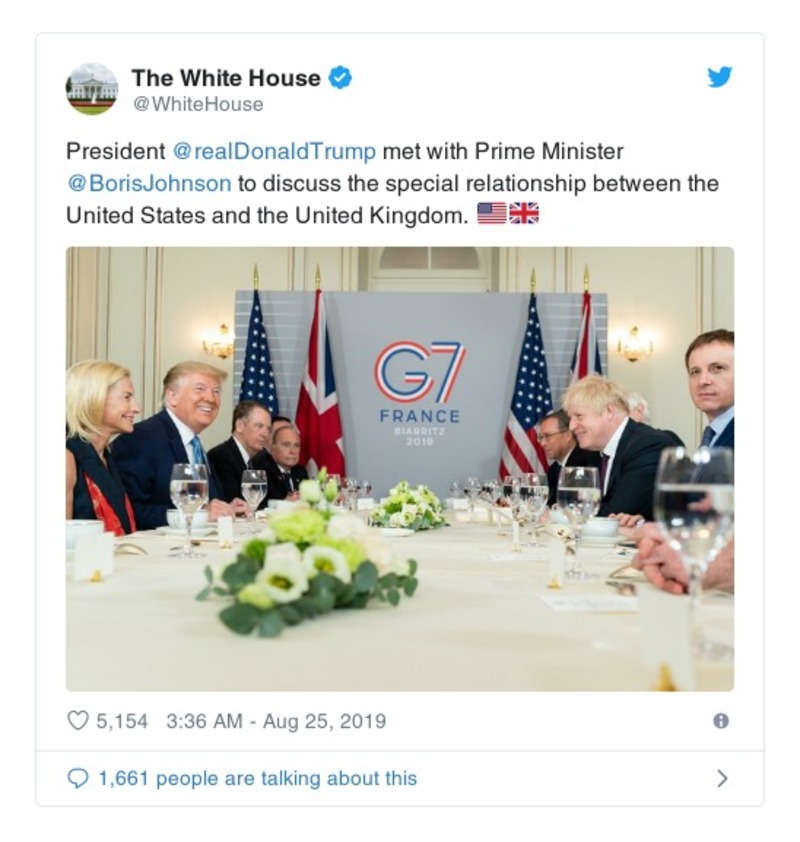 The White House
@WhiteHouse
President @realDonaldTrump met with Prime Minister
@BorisJohnson to discuss the special relationship between the
United States and the United Kingdom. 🇺🇸🇬🇧
G7
FRANCE
BIARRITZ
2019
5,154 3:36 AM - Aug 25, 2019
1,661 people are talking about this